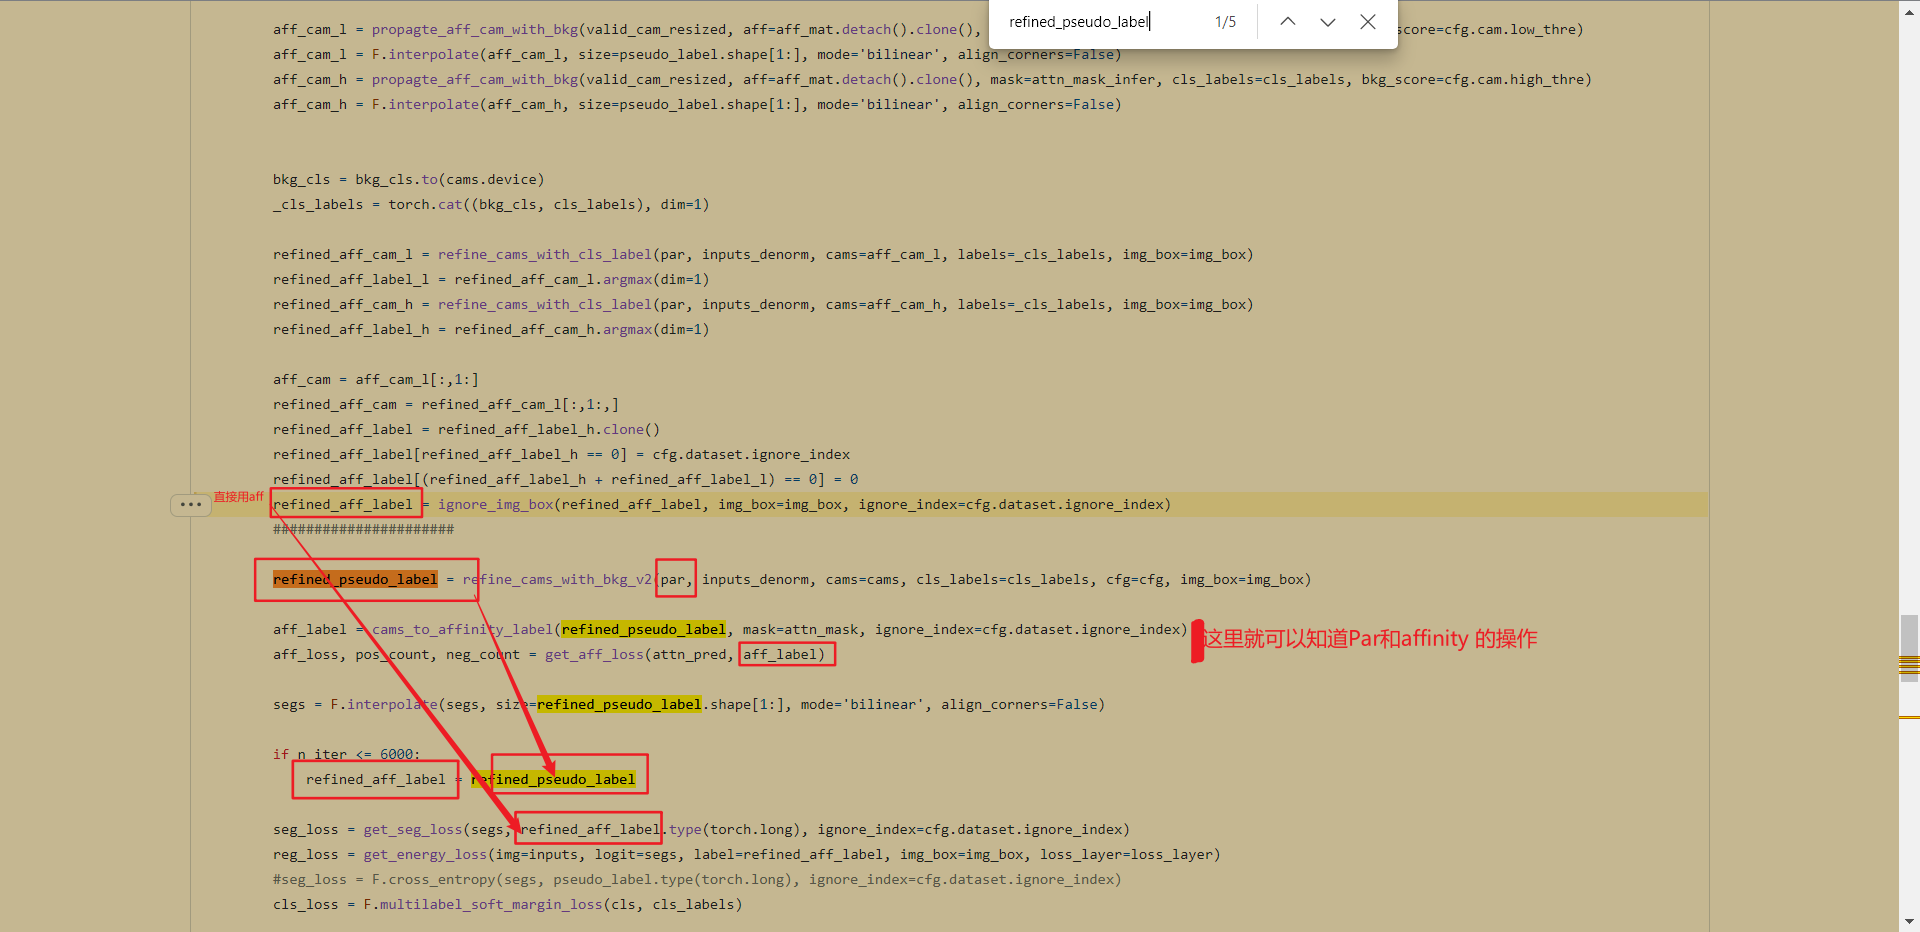 refined_pseudo_label 1/5
aff_cam_l = propagte_aff_cam_with_bkg(valid_cam_resized, aff=aff_mat.detach().clone(), score=cfg.cam.low_thre)
aff_cam_l = F.interpolate(aff_cam_l, size=pseudo_label.shape[1:], mode='bilinear', align_corners=False)
aff_cam_h = propagte_aff_cam_with_bkg(valid_cam_resized, aff=aff_mat.detach().clone(), mask=attn_mask_infer, cls_labels=cls_labels, bkg_score=cfg.cam.high_thre)
aff_cam_h = F.interpolate(aff_cam_h, size=pseudo_label.shape[1:], mode='bilinear', align_corners=False)
bkg_cls = bkg_cls.to(cams.device)
_cls_labels = torch.cat((bkg_cls, cls_labels), dim=1)
refined_aff_cam_l = refine_cams_with_cls_label(par, inputs_denorm, cams=aff_cam_l, labels=_cls_labels, img_box=img_box)
refined_aff_label_l = refined_aff_cam_l.argmax(dim=1)
refined_aff_cam_h = refine_cams_with_cls_label(par, inputs_denorm, cams=aff_cam_h, labels=_cls_labels, img_box=img_box)
refined_aff_label_h = refined_aff_cam_h.argmax(dim=1)
aff_cam = aff_cam_l[:,1:]
refined_aff_cam = refined_aff_cam_l[:,1:,]
refined_aff_label = refined_aff_label_h.clone()
refined_aff_label[refined_aff_label_h == 0] = cfg.dataset.ignore_index
refined_aff_label[(refined_aff_label_h + refined_aff_label_l) == 0] = 0
直接用aff
refined_aff_label = ignore_img_box(refined_aff_label, img_box=img_box, ignore_index=cfg.dataset.ignore_index)
######################
refined_pseudo_label = refine_cams_with_bkg_v2(par, inputs_denorm, cams=cams, cls_labels=cls_labels, cfg=cfg, img_box=img_box)
aff_label = cams_to_affinity_label(refined_pseudo_label, mask=attn_mask, ignore_index=cfg.dataset.ignore_index)
这里就可以知道Par和affinity 的操作
aff_loss, pos_count, neg_count = get_aff_loss(attn_pred, aff_label)
segs = F.interpolate(segs, size=refined_pseudo_label.shape[1:], mode='bilinear', align_corners=False)
if n_iter <= 6000:
refined_aff_label = refined_pseudo_label
seg_loss = get_seg_loss(segs, refined_aff_label.type(torch.long), ignore_index=cfg.dataset.ignore_index)
reg_loss = get_energy_loss(img=inputs, logit=segs, label=refined_aff_label, img_box=img_box, loss_layer=loss_layer)
#seg_loss = F.cross_entropy(segs, pseudo_label.type(torch.long), ignore_index=cfg.dataset.ignore_index)
cls_loss = F.multilabel_soft_margin_loss(cls, cls_labels)